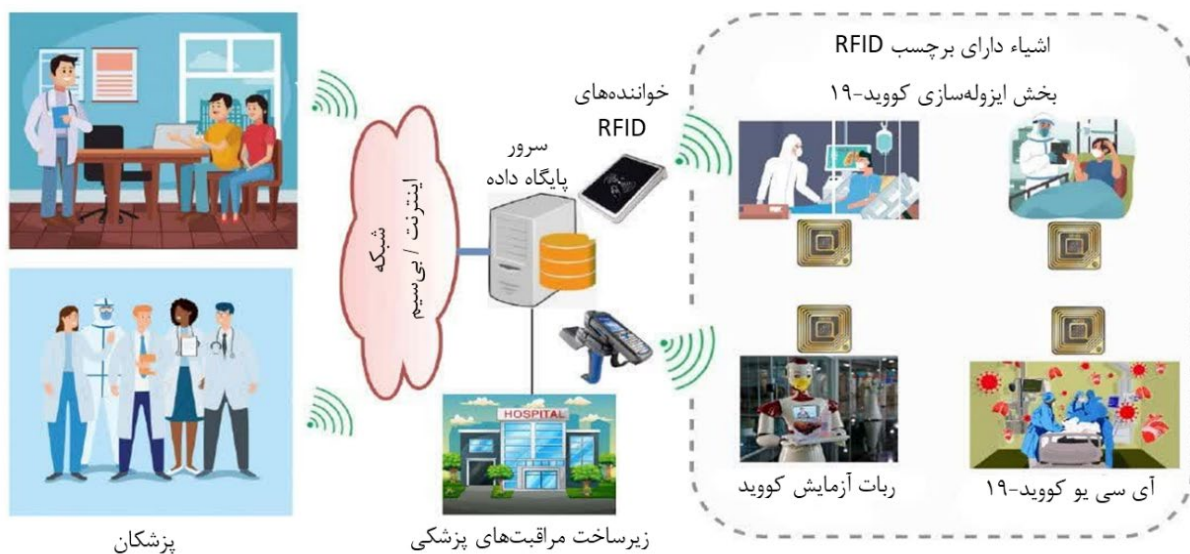 اشیاء دارای برچسب RFID
بخش ایزوله‌سازی کووید-۱۹
خواننده‌های
RFID
سرور
پایگاه داده
شبکه
اینترنت / بی‌سیم
HOSPITAL
ربات آزمایش کووید
آی سی یو کووید-۱۹
زیرساخت مراقبت‌های پزشکی
پزشکان